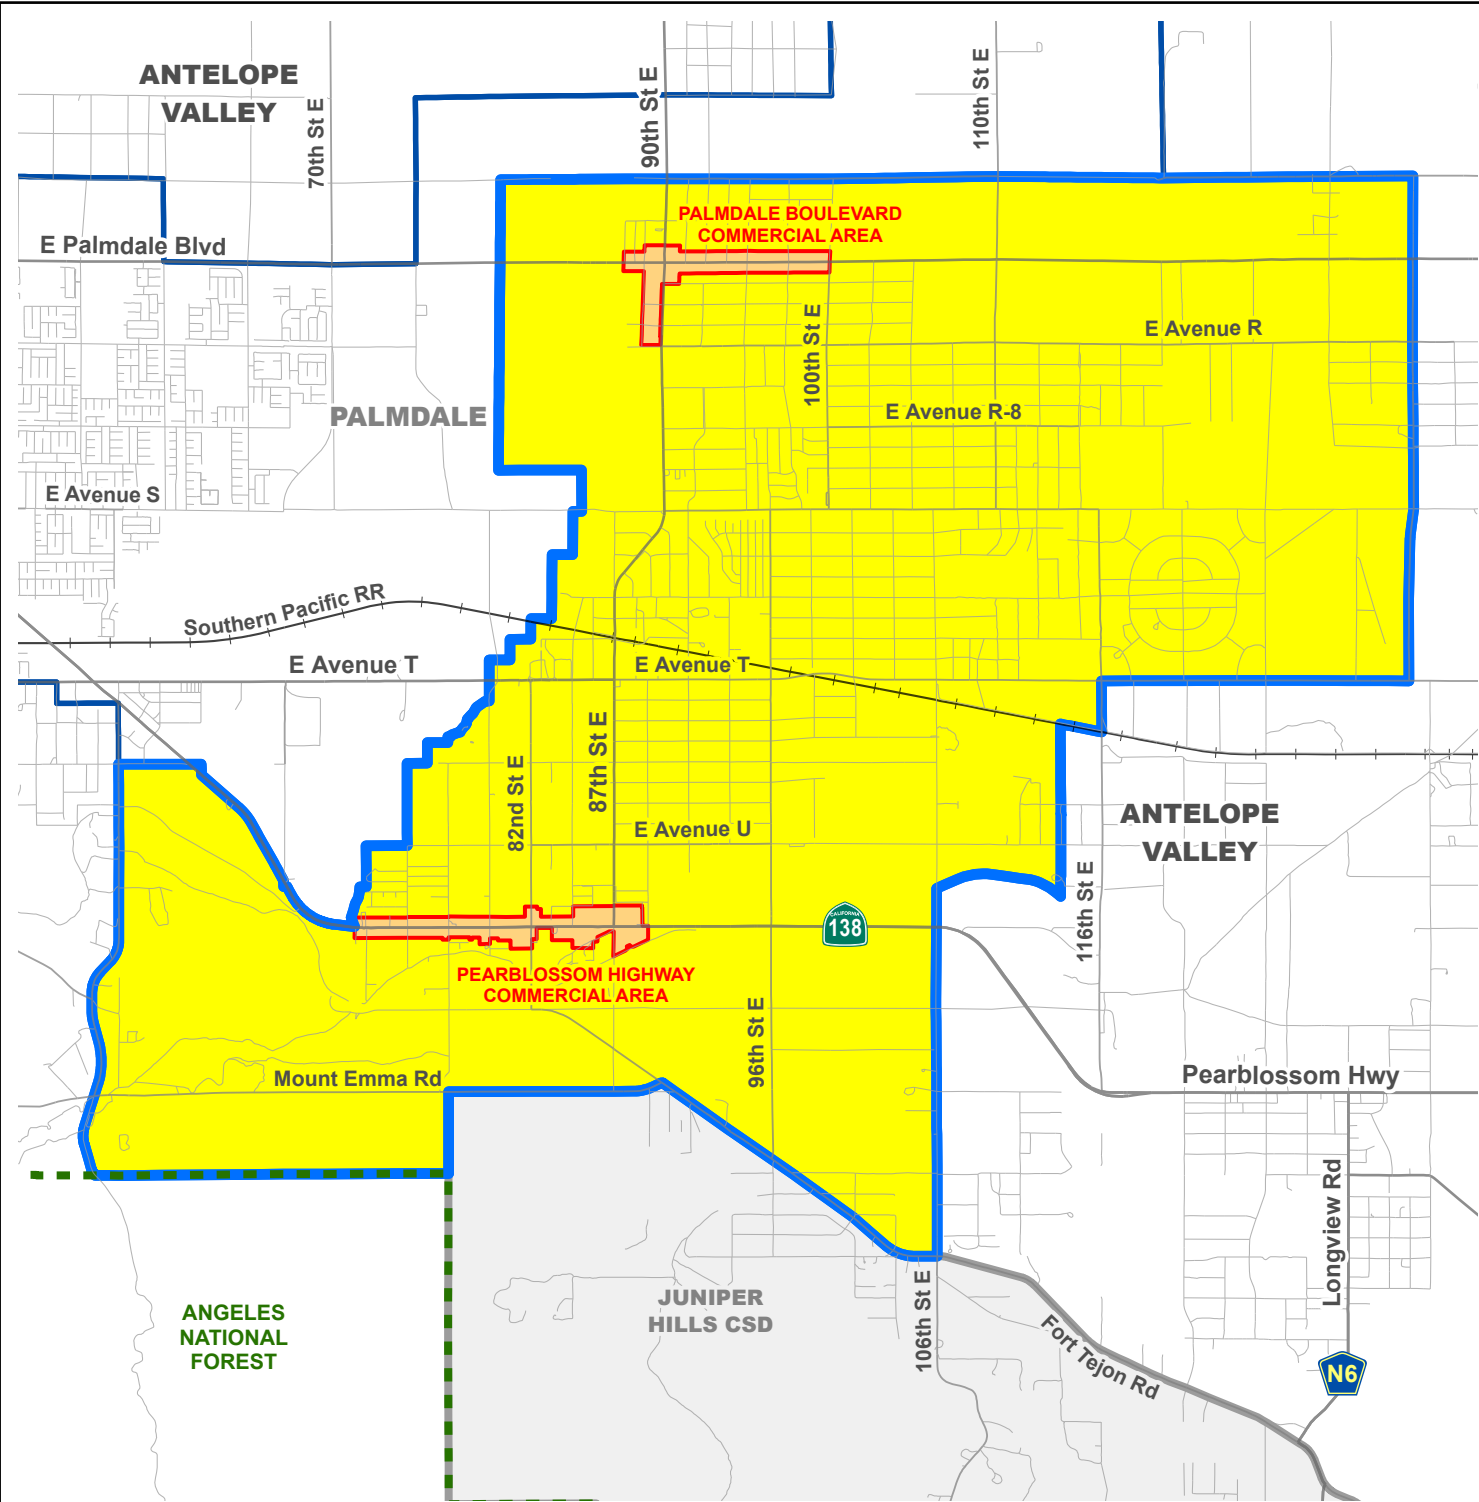 ANTELOPE
VALLEY
70th St E
90th St E
110th St E
E Palmdale Blvd
PALMDALE BOULEVARD
COMMERCIAL AREA
100th St E
E Avenue R
PALMDALE
E Avenue R-8
E Avenue S
Southern Pacific RR
E Avenue T
E Avenue T
82nd St E
87th St E
E Avenue U
ANTELOPE
VALLEY
116th St E
CALIFORNIA
138
PEARBLOSSOM HIGHWAY
COMMERCIAL AREA
96th St E
Mount Emma Rd
Pearblossom Hwy
Longview Rd
ANGELES
NATIONAL
FOREST
JUNIPER
HILLS CSD
106th St E
Fort Tejon Rd
N6